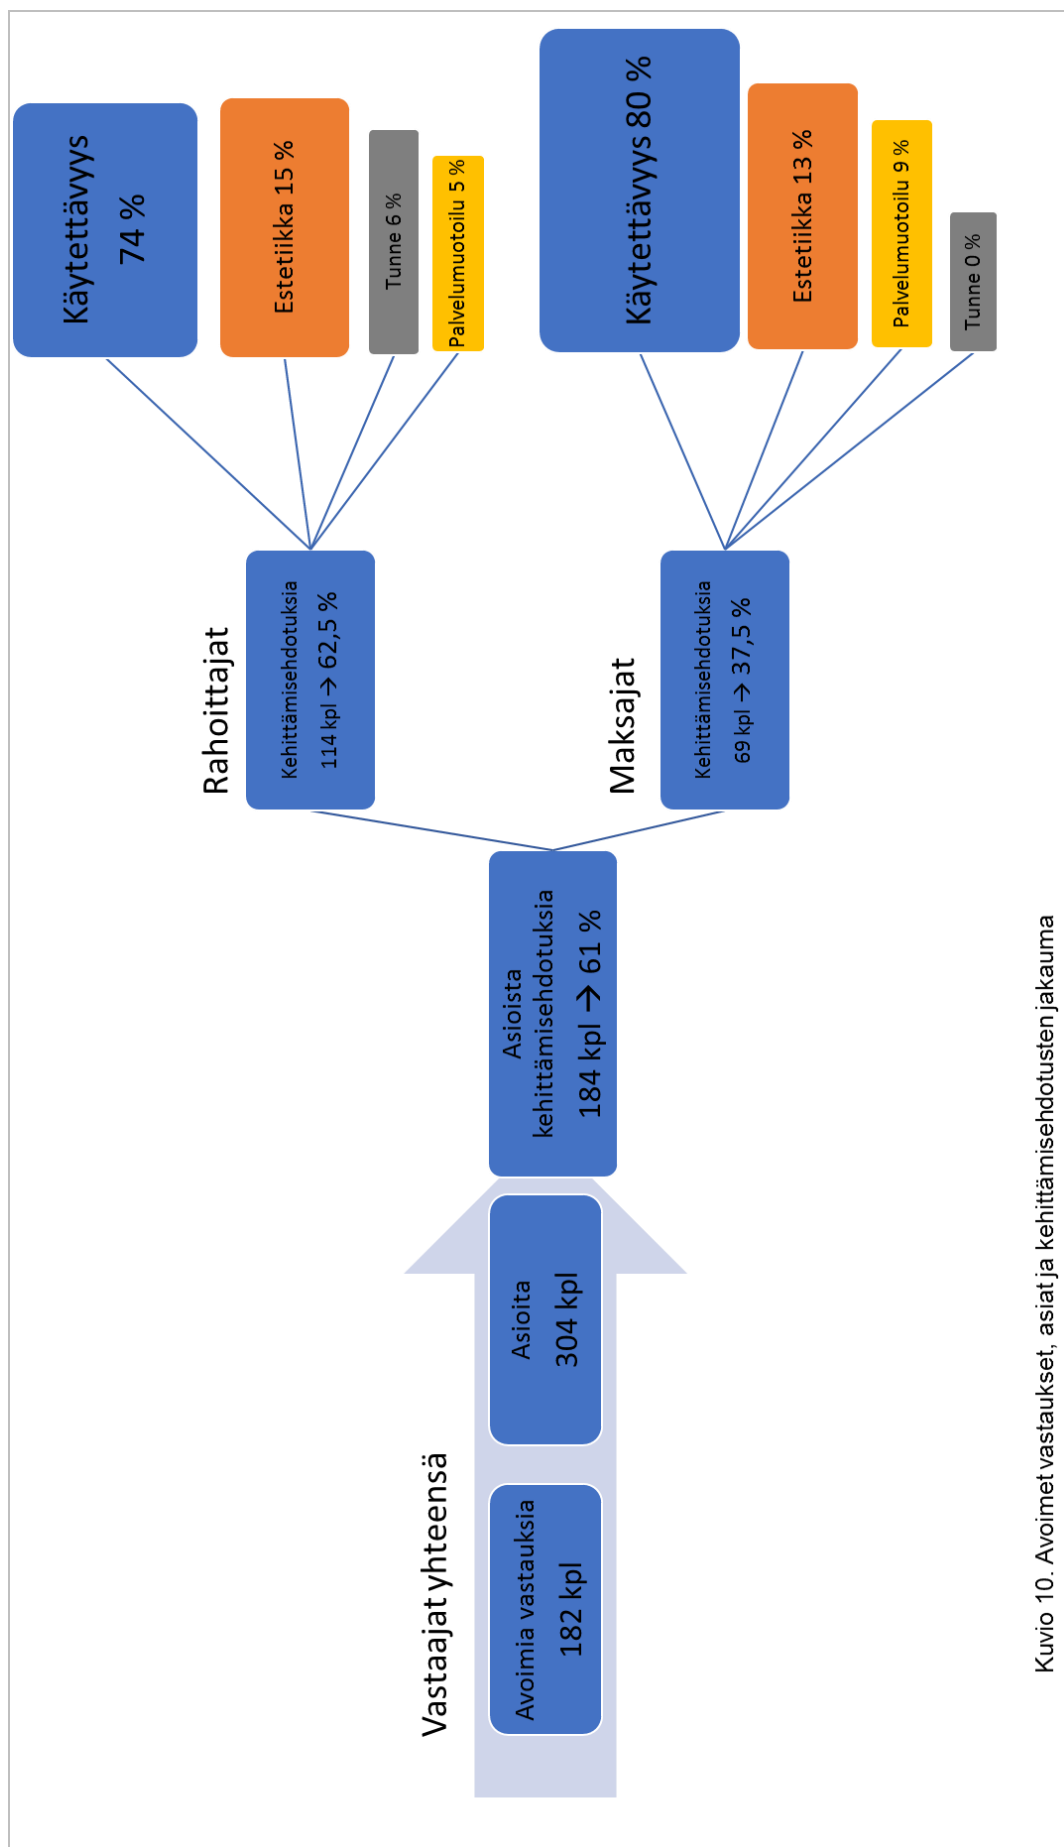 Vastaajat yhteensä
Avoimia vastauksia
182 kpl
Asioita
304 kpl
Asioista
kehittämisehdotuksia
184 kpl → 61 %
Rahoittajat
Kehittämisehdotuksia
114 kpl → 62,5 %
Käytettävyys
74 %
Estetiikka 15 %
Tunne 6 %
Palvelumuotoilu 5 %
Maksajat
Kehittämisehdotuksia
69 kpl → 37,5 %
Käytettävyys 80 %
Estetiikka 13 %
Palvelumuotoilu 9 %
Tunne 0 %
Kuvio 10. Avoimet vastaukset, asiat ja kehittämisehdotusten jakauma